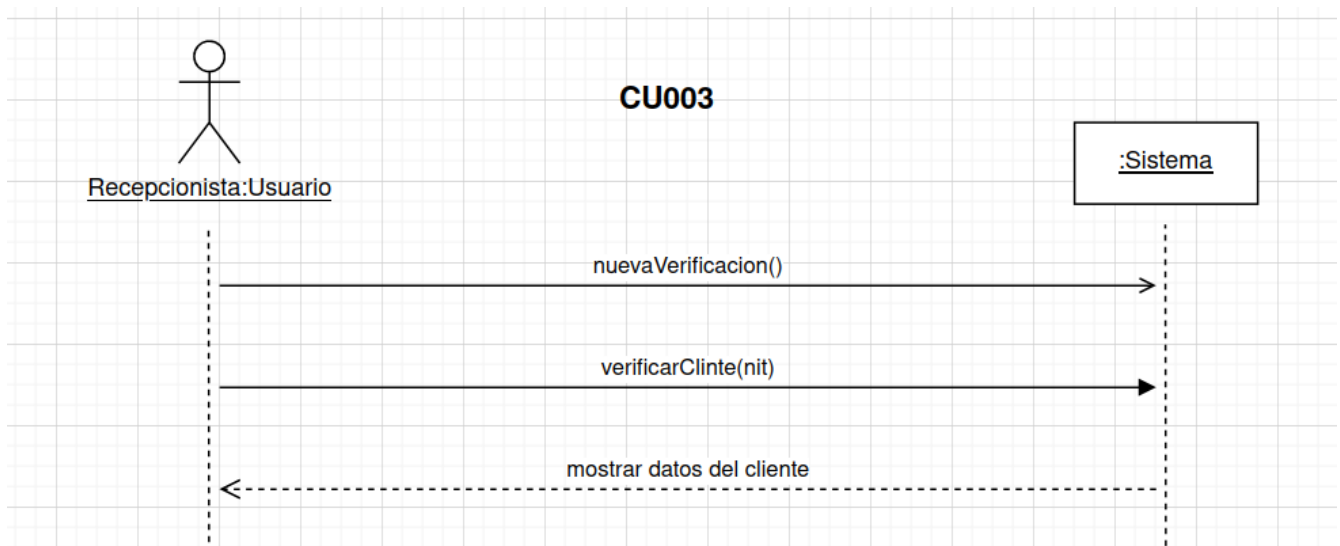 CU003
Recepcionista:Usuario
:Sistema
nuevaVerificacion()
verificarClinte(nit)
mostrar datos del cliente